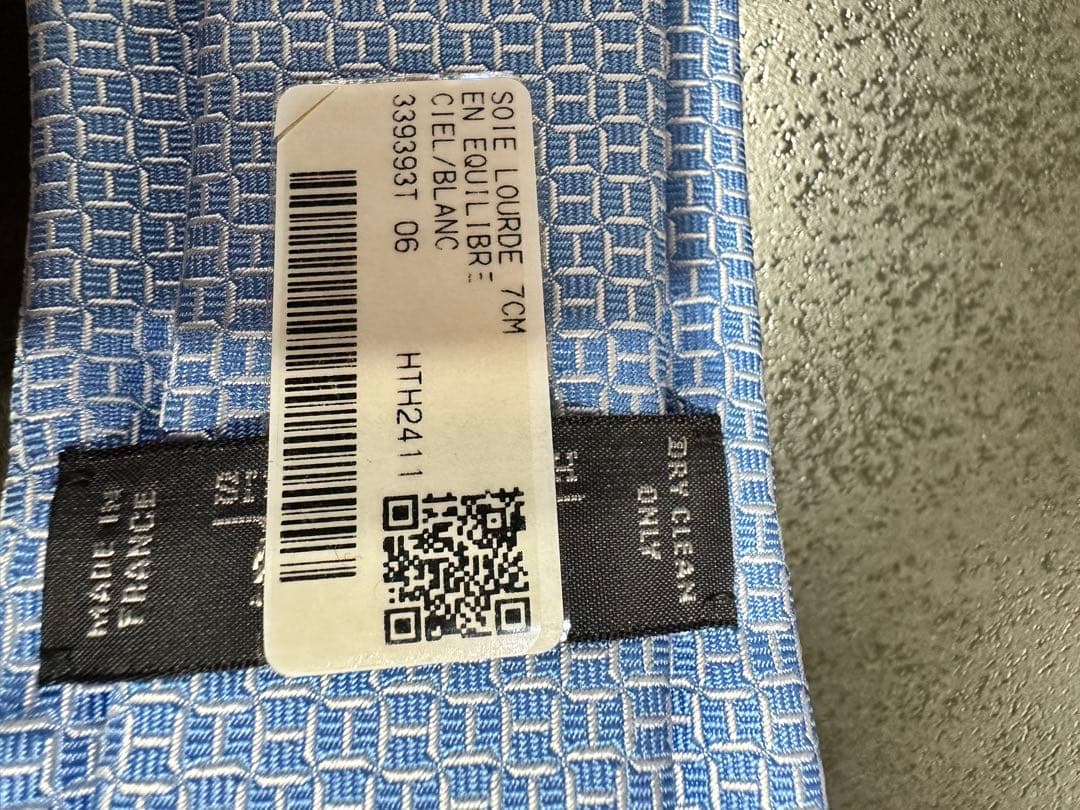 SOIE LOURDE 7CM
EN EQUILIBRE
CIEL/BLANC
339393T 06 HTH2411
MADE IN
FRANCE
DRY CLEAN
ONLY